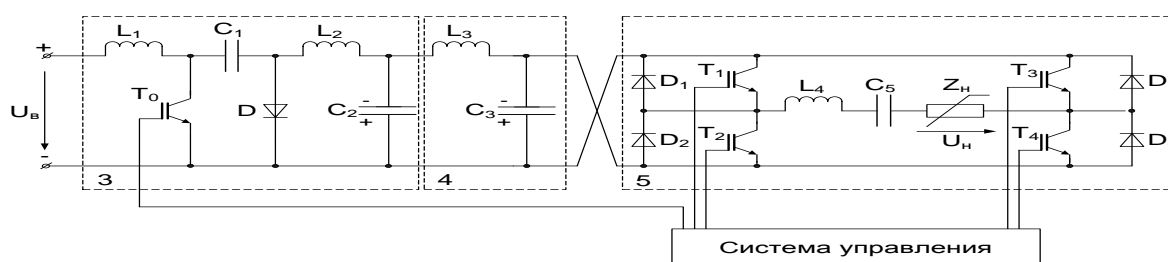 L₁
C₁
L₂
L₃
+
T₀
D
C₂
-
+
C₃
-
+
Uв
-
3
4
5
D₁
D₂
T₁
T₂
L₄
C₅
Zн
Uн
T₃
T₄
D
D
Система управления